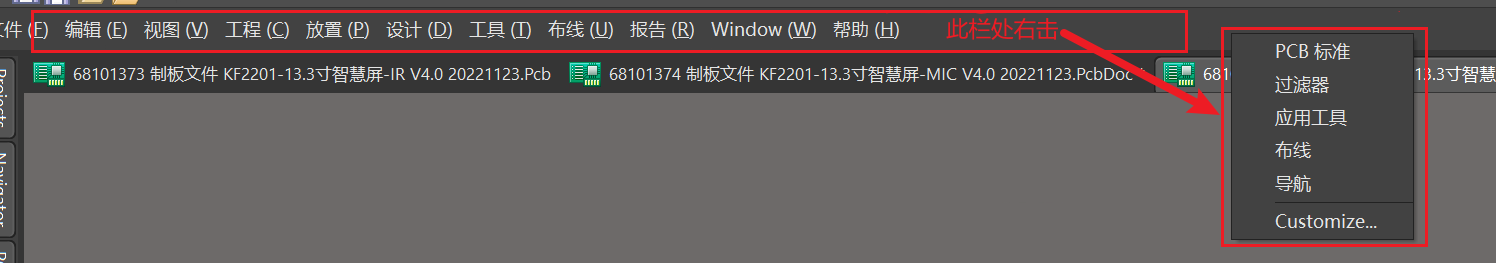 文件 (F) 编辑 (E) 视图 (V) 工程 (C) 放置 (P) 设计 (D) 工具 (T) 布线 (U) 报告 (R) Window (W) 帮助 (H) 此栏处右击
68101373 制板文件 KF2201-13.3寸智慧屏-IR V4.0 20221123.Pcb 68101374 制板文件 KF2201-13.3寸智慧屏-MIC V4.0 20221123.PcbDoc 13.3寸智慧
PCB 标准
过滤器
应用工具
布线
导航
Customize...
Projects
Navigator